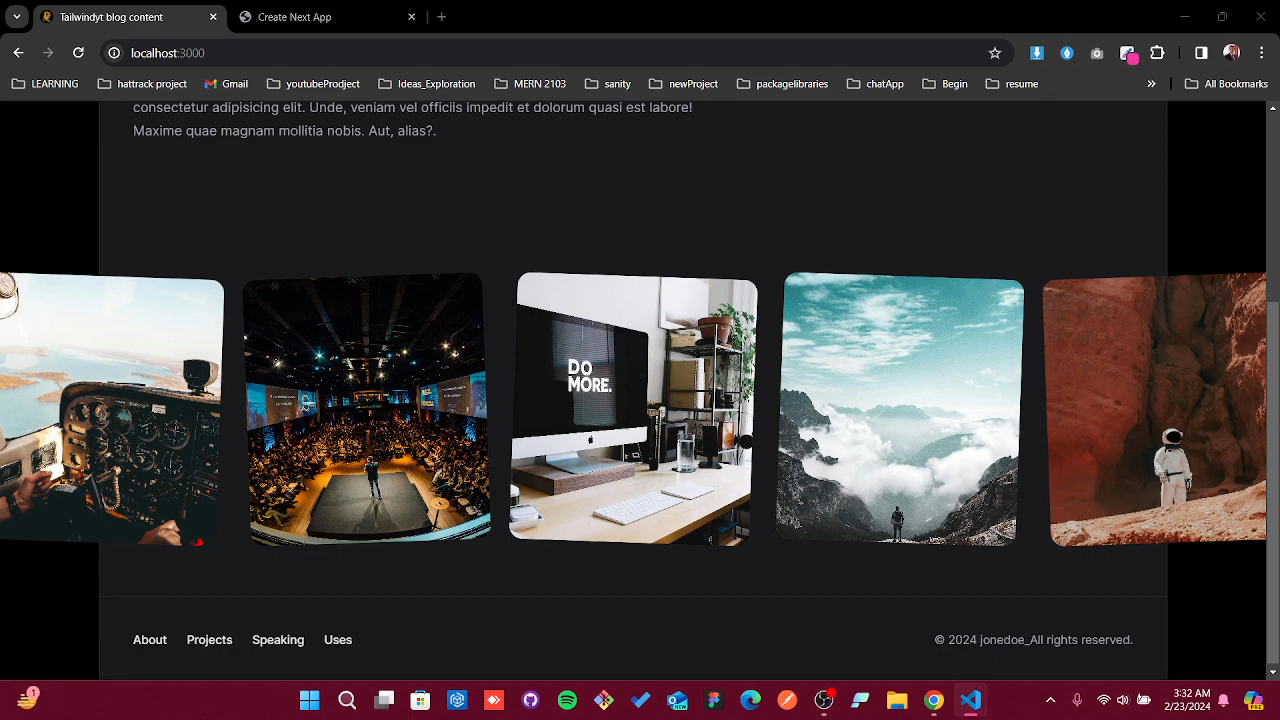 Tailwindyt blog content
Create Next App
localhost:3000
LEARNING
hattrack project
Gmail
youtubeProdject
Ideas_Exploration
MERN 2103
sanity
newProject
packagelibraries
chatApp
Begin
resume
All Bookmarks
consectetur adipisicing elit. Unde, veniam vel officiis impedit et dolorum quasi est labore!
Maxime quae magnam mollitia nobis. Aut, alias?.
DO
MORE.
About
Projects
Speaking
Uses
© 2024 jonedoe_All rights reserved.
1
NEW
3:32 AM
2/23/2024
PRE